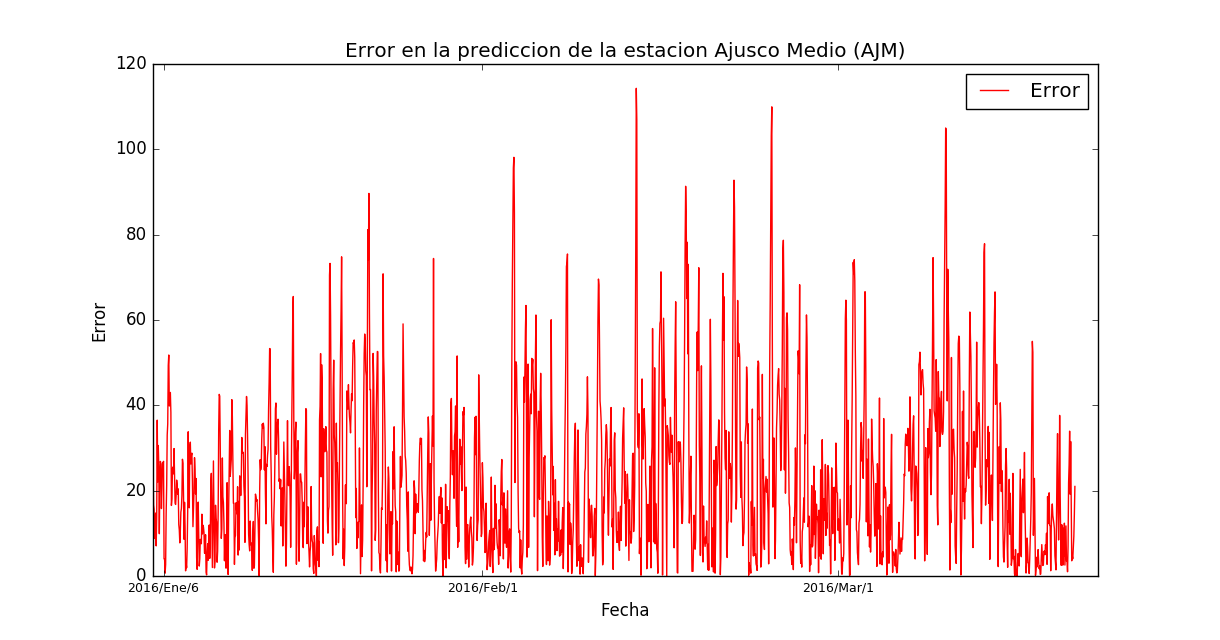 Error en la prediccion de la estacion Ajusco Medio (AJM)
120
100
80
60
40
20
0
Error
Error
2016/Ene/6
2016/Feb/1
2016/Mar/1
Fecha